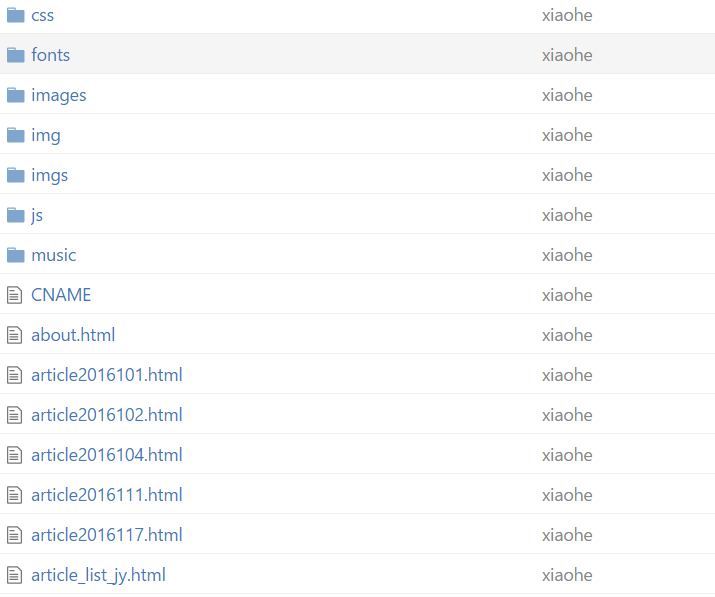 css xiaohe
fonts xiaohe
images xiaohe
img xiaohe
imgs xiaohe
js xiaohe
music xiaohe
CNAME xiaohe
about.html xiaohe
article2016101.html xiaohe
article2016102.html xiaohe
article2016104.html xiaohe
article2016111.html xiaohe
article2016117.html xiaohe
article_list_jy.html xiaohe